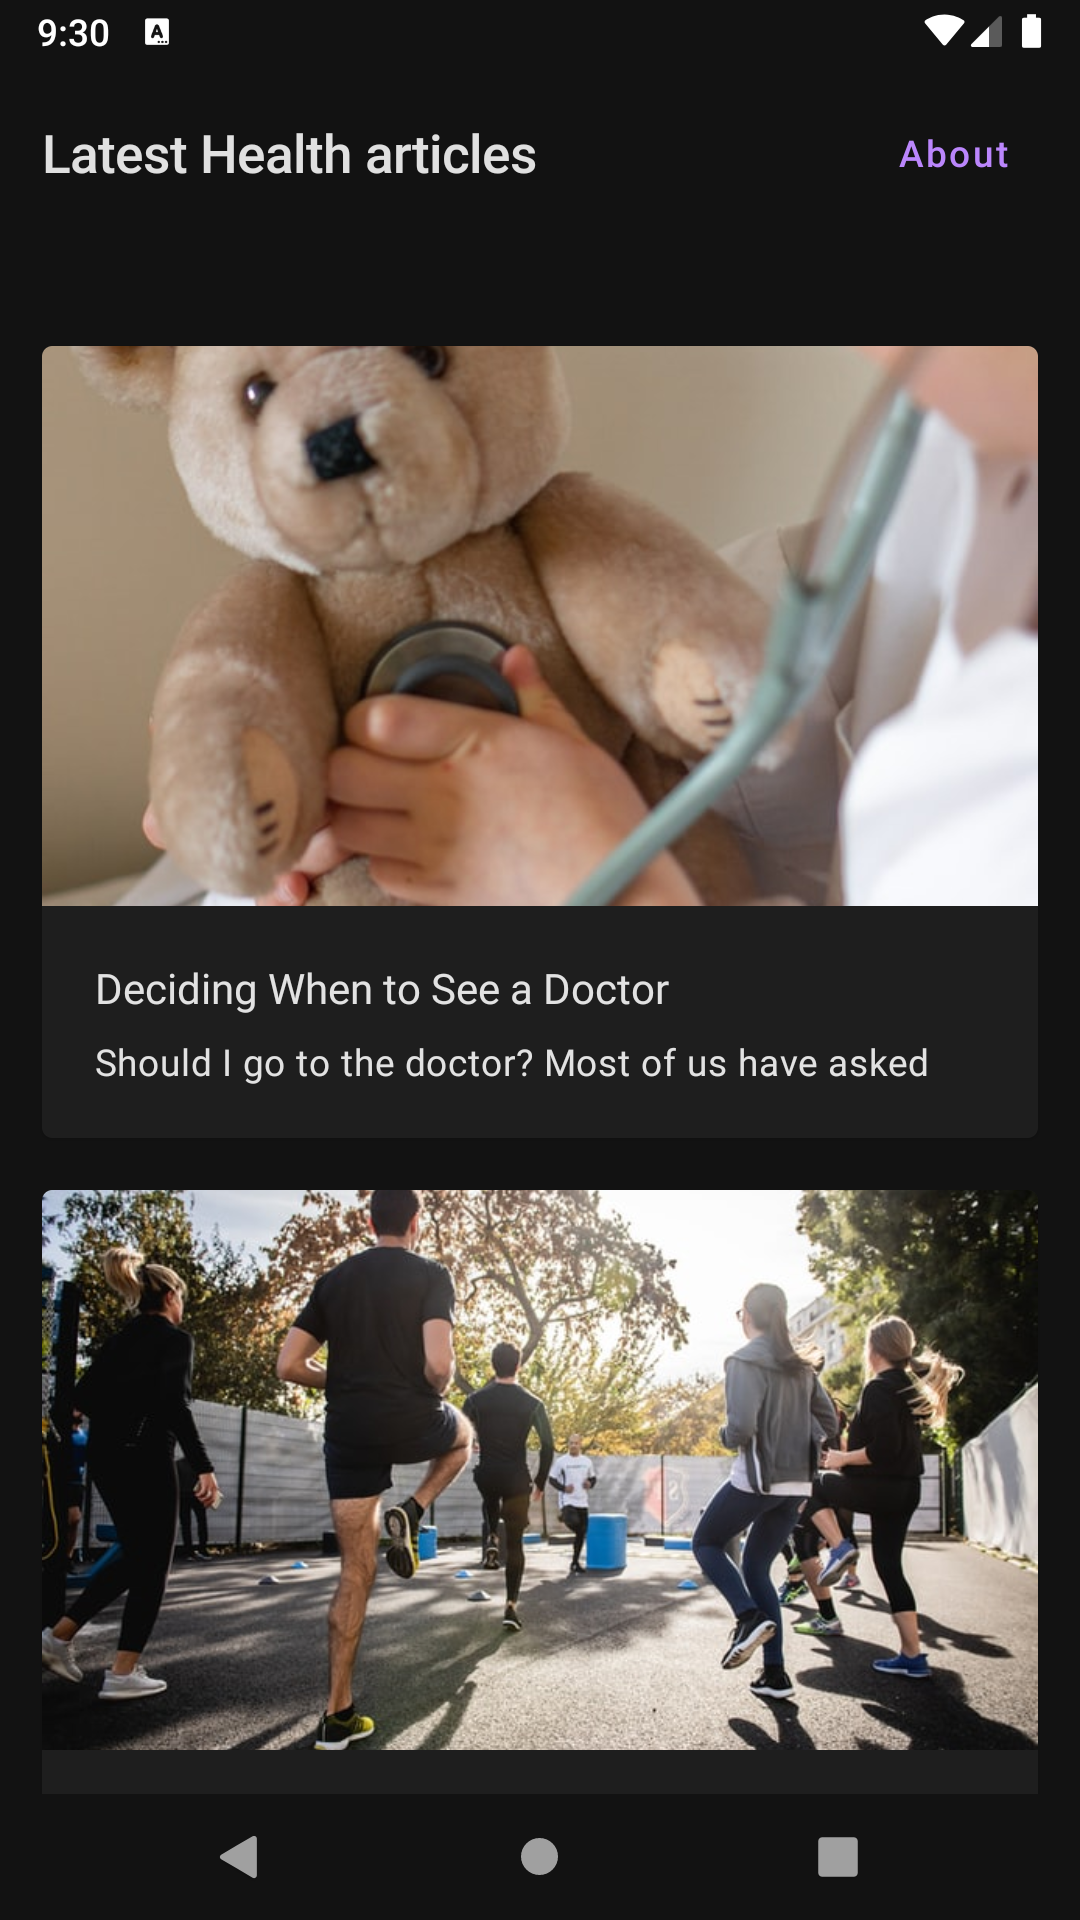 9:30
Latest Health articles
About
Deciding When to See a Doctor
Should I go to the doctor? Most of us have asked